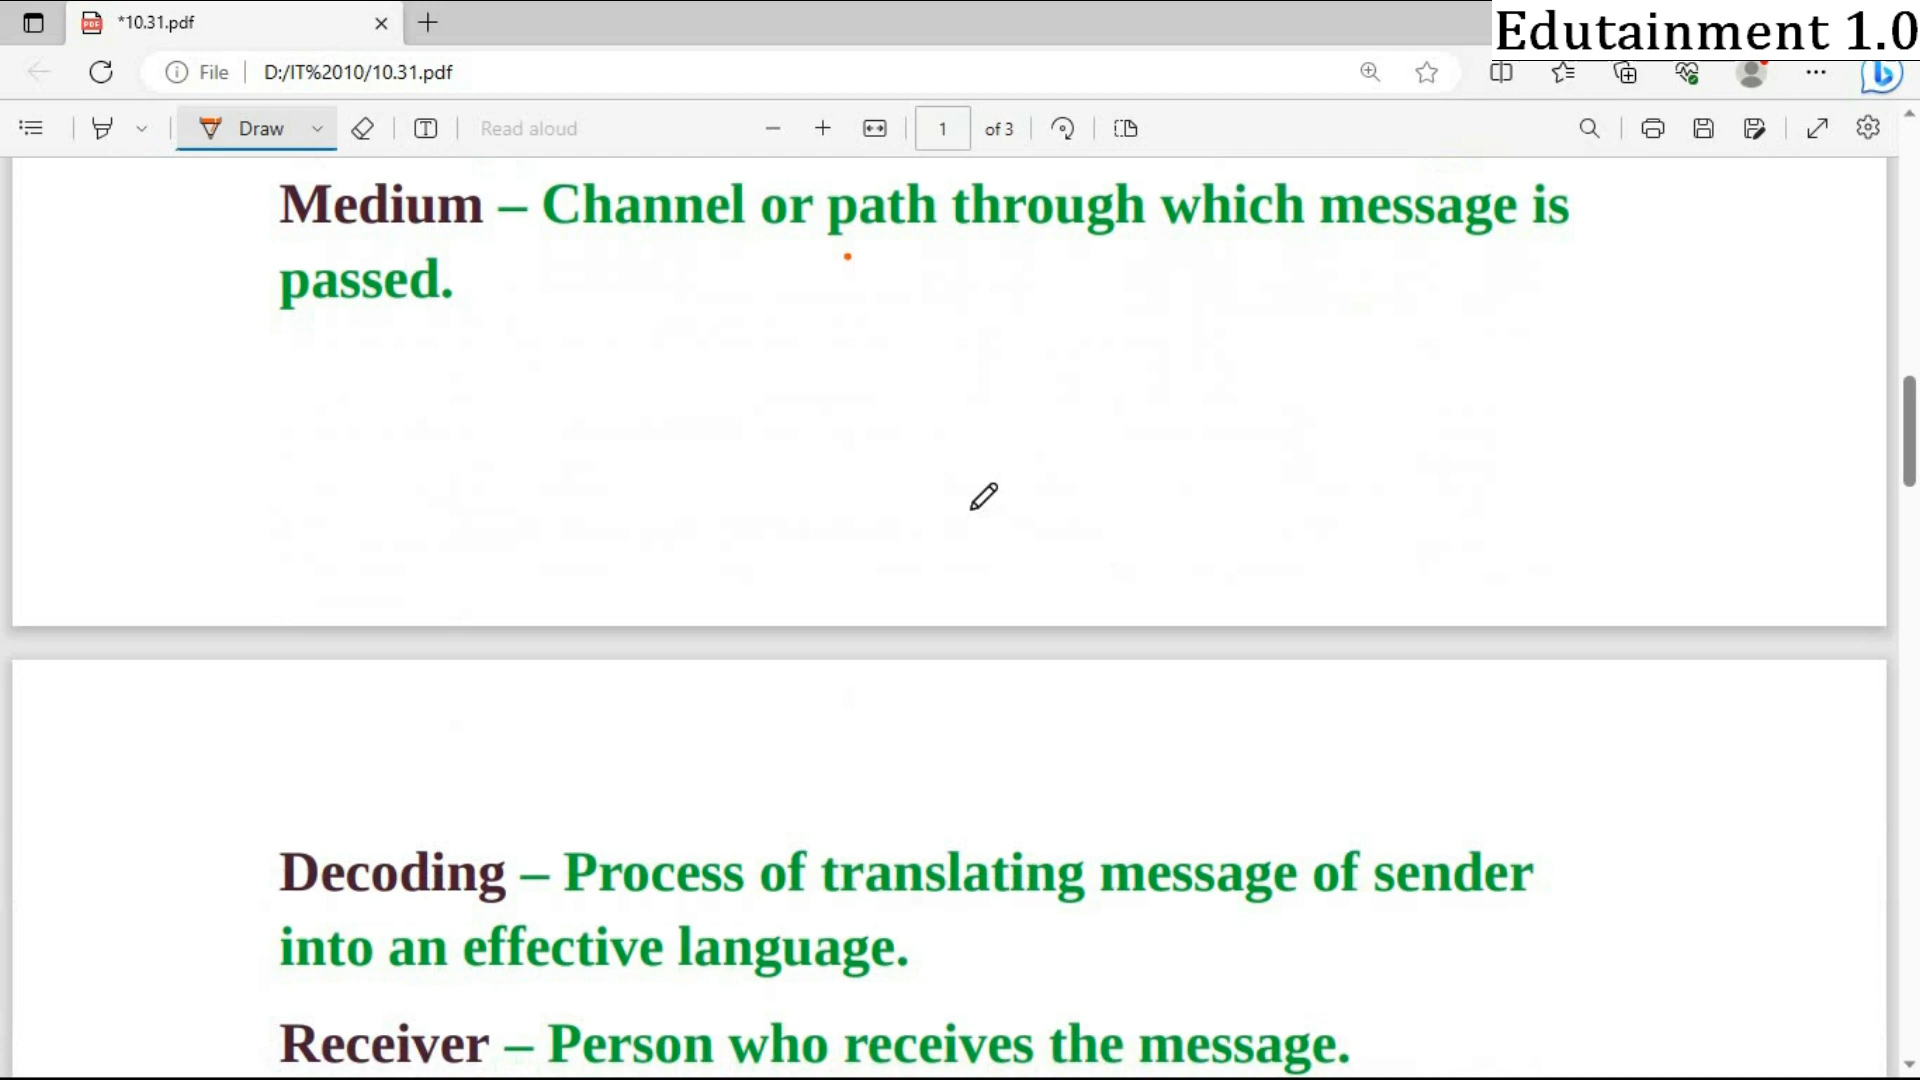 *10.31.pdf
Edutainment 1.0
File D:/IT%2010/10.31.pdf
Draw Read aloud 1 of 3
Medium – Channel or path through which message is
passed.
Decoding – Process of translating message of sender
into an effective language.
Receiver – Person who receives the message.